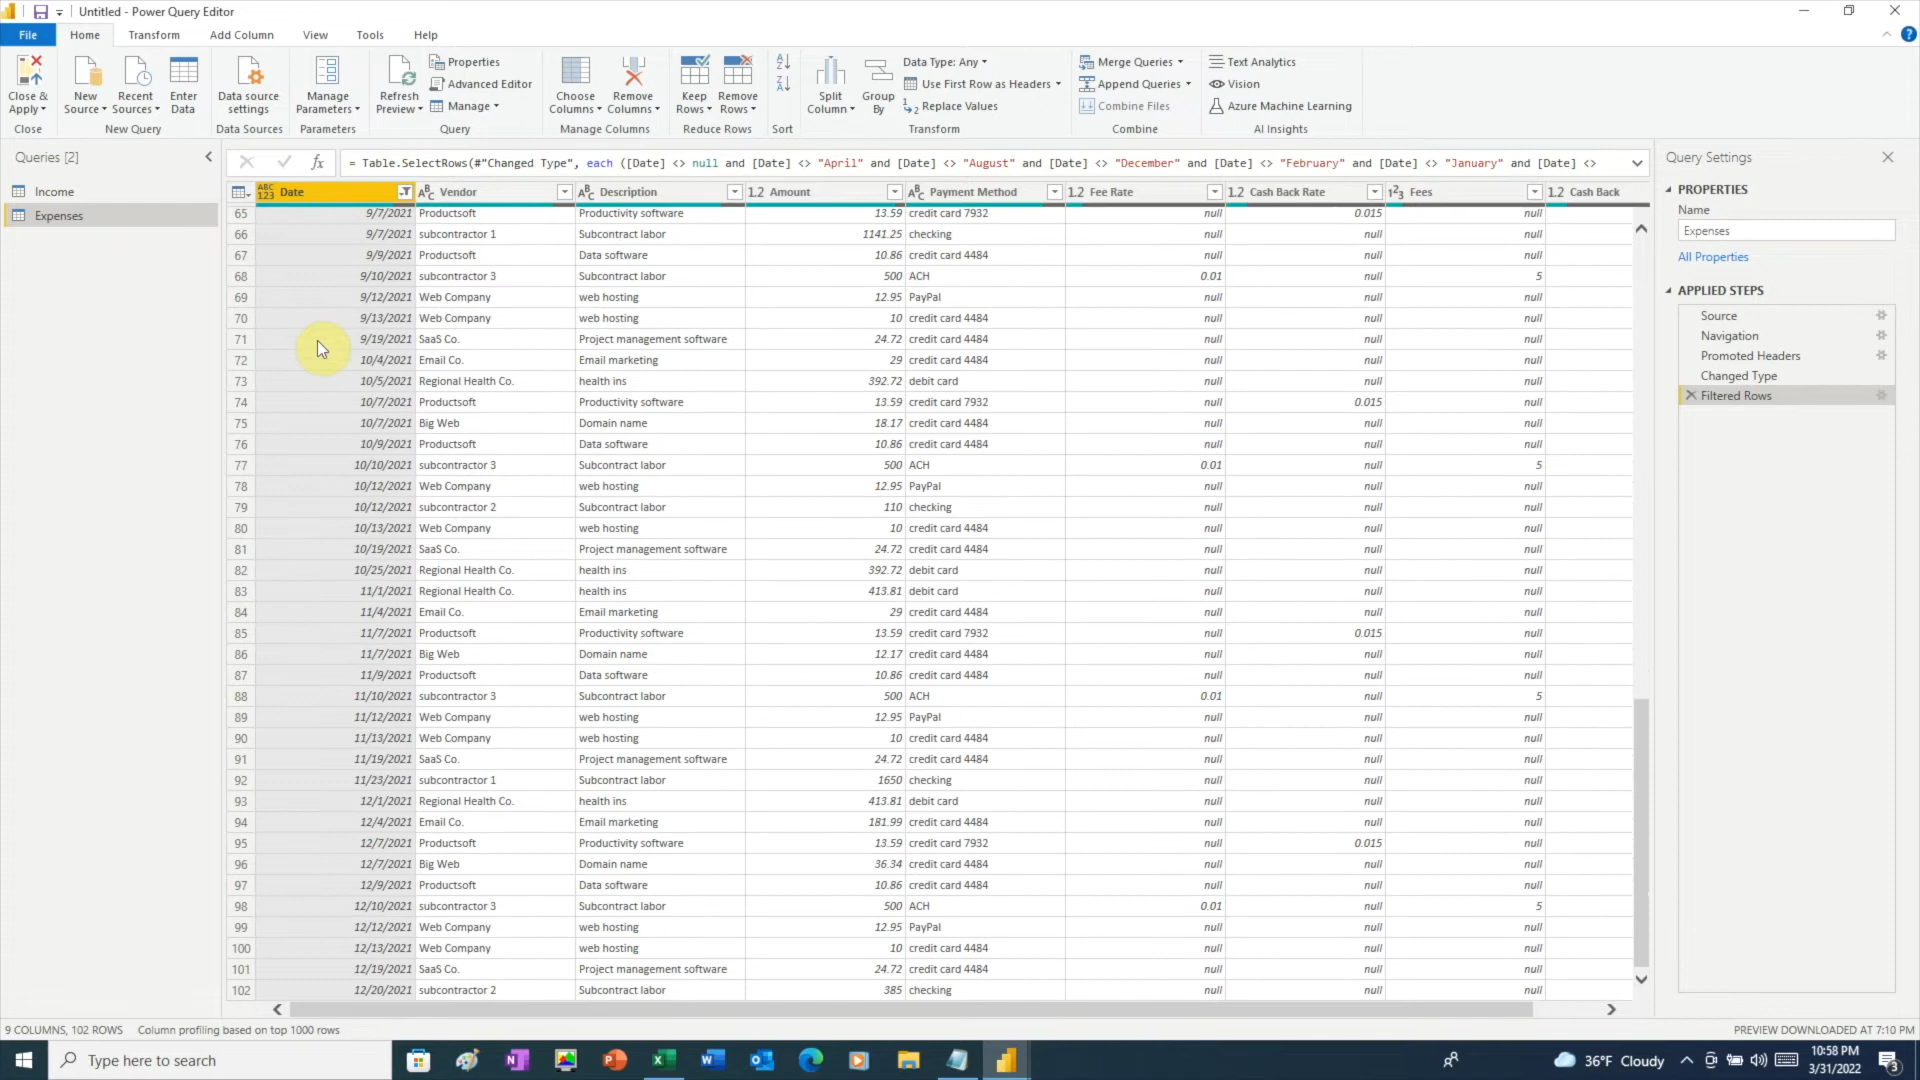 Untitled - Power Query Editor
File Home Transform Add Column View Tools Help
Close & Apply
New Source
Recent Sources
Enter Data
Data source settings
Manage Parameters
Refresh Preview
Properties
Advanced Editor
Manage
Choose Columns
Remove Columns
Keep Rows
Remove Rows
Split Column
Group By
Data Type: Any
Use First Row as Headers
Replace Values
Merge Queries
Append Queries
Combine Files
Text Analytics
Vision
Azure Machine Learning
Close New Query Data Sources Parameters Query Manage Columns Reduce Rows Sort Transform Combine AI Insights
Queries [2]
Income
Expenses
= Table.SelectRows(#"Changed Type", each ([Date] <> null and [Date] <> "April" and [Date] <> "August" and [Date] <> "December" and [Date] <> "February" and [Date] <> "January" and [Date] <>
ABC 123 Date ABC Vendor ABC Description 1.2 Amount ABC Payment Method 1.2 Fee Rate 1.2 Cash Back Rate 123 Fees 1.2 Cash Back
65 9/7/2021 Productsoft Productivity software 13.59 credit card 7932 null 0.015 null
66 9/7/2021 subcontractor 1 Subcontract labor 1141.25 checking null null null
67 9/9/2021 Productsoft Data software 10.86 credit card 4484 null null null
68 9/10/2021 subcontractor 3 Subcontract labor 500 ACH 0.01 null 5
69 9/12/2021 Web Company web hosting 12.95 PayPal null null null
70 9/13/2021 Web Company web hosting 10 credit card 4484 null null null
71 9/19/2021 SaaS Co. Project management software 24.72 credit card 4484 null null null
72 10/4/2021 Email Co. Email marketing 29 credit card 4484 null null null
73 10/5/2021 Regional Health Co. health ins 392.72 debit card null null null
74 10/7/2021 Productsoft Productivity software 13.59 credit card 7932 null 0.015 null
75 10/7/2021 Big Web Domain name 18.17 credit card 4484 null null null
76 10/9/2021 Productsoft Data software 10.86 credit card 4484 null null null
77 10/10/2021 subcontractor 3 Subcontract labor 500 ACH 0.01 null 5
78 10/12/2021 Web Company web hosting 12.95 PayPal null null null
79 10/12/2021 subcontractor 2 Subcontract labor 110 checking null null null
80 10/13/2021 Web Company web hosting 10 credit card 4484 null null null
81 10/19/2021 SaaS Co. Project management software 24.72 credit card 4484 null null null
82 10/25/2021 Regional Health Co. health ins 392.72 debit card null null null
83 11/1/2021 Regional Health Co. health ins 413.81 debit card null null null
84 11/4/2021 Email Co. Email marketing 29 credit card 4484 null null null
85 11/7/2021 Productsoft Productivity software 13.59 credit card 7932 null 0.015 null
86 11/7/2021 Big Web Domain name 12.17 credit card 4484 null null null
87 11/9/2021 Productsoft Data software 10.86 credit card 4484 null null null
88 11/10/2021 subcontractor 3 Subcontract labor 500 ACH 0.01 null 5
89 11/12/2021 Web Company web hosting 12.95 PayPal null null null
90 11/13/2021 Web Company web hosting 10 credit card 4484 null null null
91 11/19/2021 SaaS Co. Project management software 24.72 credit card 4484 null null null
92 11/23/2021 subcontractor 1 Subcontract labor 1650 checking null null null
93 12/1/2021 Regional Health Co. health ins 413.81 debit card null null null
94 12/4/2021 Email Co. Email marketing 181.99 credit card 4484 null null null
95 12/7/2021 Productsoft Productivity software 13.59 credit card 7932 null 0.015 null
96 12/7/2021 Big Web Domain name 36.34 credit card 4484 null null null
97 12/9/2021 Productsoft Data software 10.86 credit card 4484 null null null
98 12/10/2021 subcontractor 3 Subcontract labor 500 ACH 0.01 null 5
99 12/12/2021 Web Company web hosting 12.95 PayPal null null null
100 12/13/2021 Web Company web hosting 10 credit card 4484 null null null
101 12/19/2021 SaaS Co. Project management software 24.72 credit card 4484 null null null
102 12/20/2021 subcontractor 2 Subcontract labor 385 checking null null null
Query Settings
PROPERTIES
Name
Expenses
All Properties
APPLIED STEPS
Source
Navigation
Promoted Headers
Changed Type
Filtered Rows
9 COLUMNS, 102 ROWS Column profiling based on top 1000 rows PREVIEW DOWNLOADED AT 7:10 PM
Type here to search
36°F Cloudy
10:58 PM
3/31/2022
3